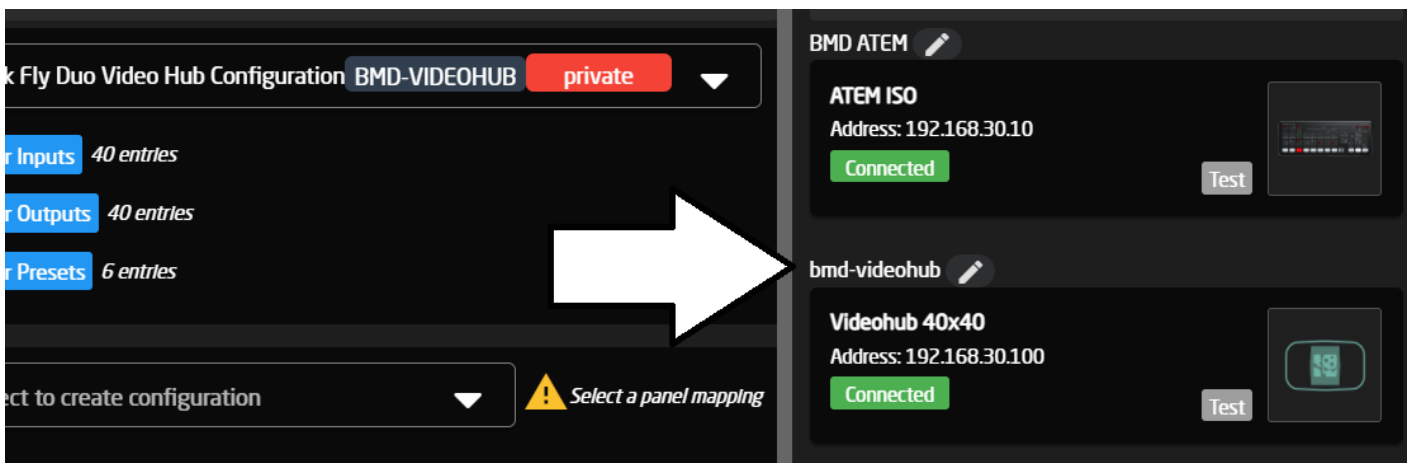 k Fly Duo Video Hub Configuration BMD-VIDEOHUB private
r Inputs 40 entries
r Outputs 40 entries
r Presets 6 entries
ect to create configuration
Select a panel mapping
BMD ATEM
ATEM ISO
Address: 192.168.30.10
Connected
Test
bmd-videohub
Videohub 40x40
Address: 192.168.30.100
Connected
Test